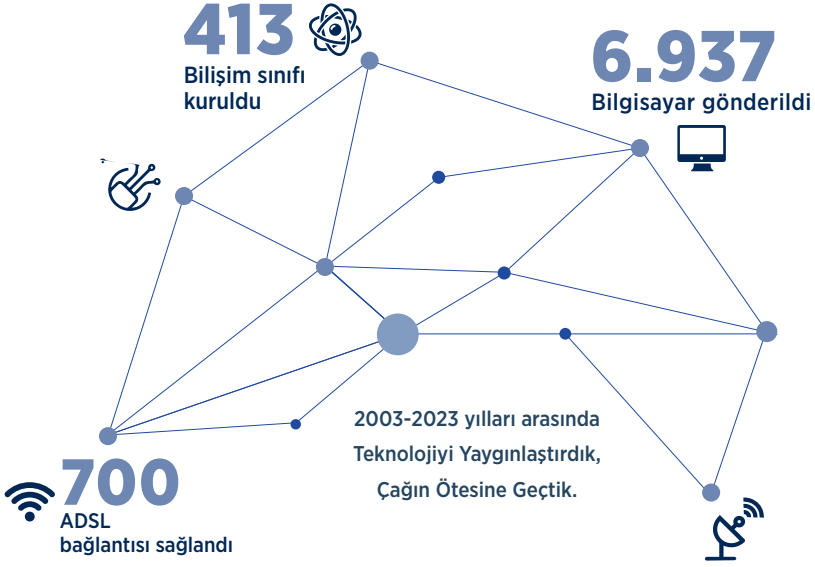 413
Bilişim sınıfı
kuruldu
6.937
Bilgisayar gönderildi
2003-2023 yılları arasında
Teknolojiyi Yaygınlaştırdık,
Çağın Ötesine Geçtik.
700
ADSL
bağlantısı sağlandı